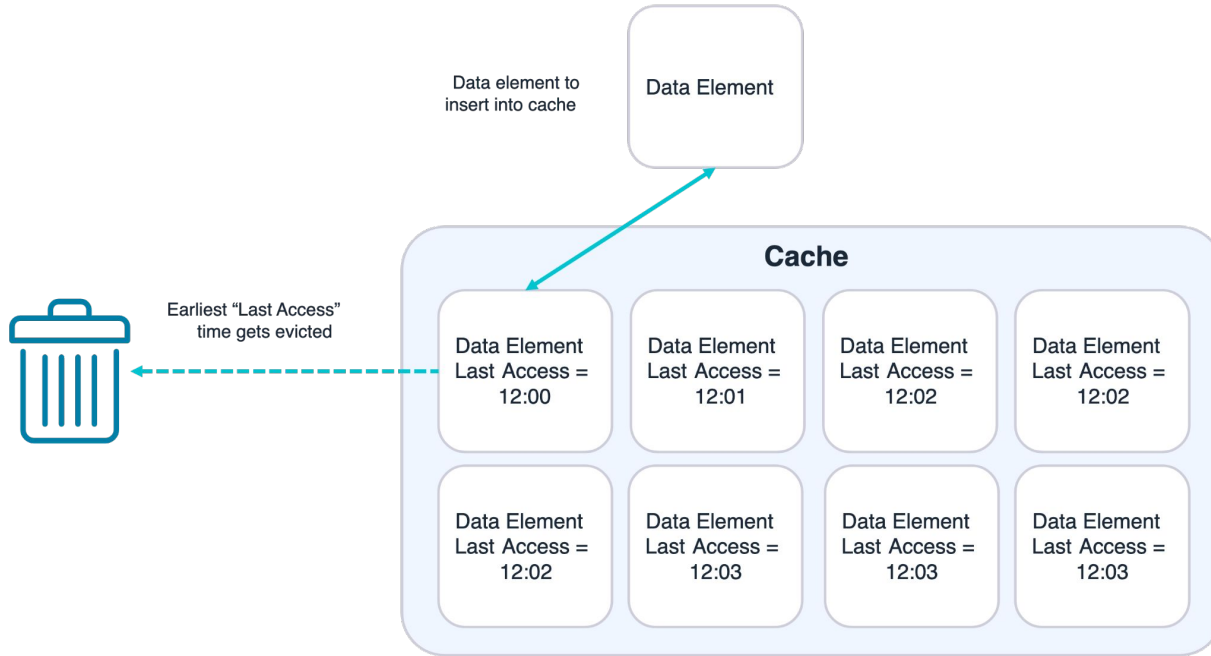 Data element to
insert into cache
Data Element
Cache
Earliest “Last Access”
time gets evicted
Data Element
Last Access =
12:00
Data Element
Last Access =
12:01
Data Element
Last Access =
12:02
Data Element
Last Access =
12:02
Data Element
Last Access =
12:02
Data Element
Last Access =
12:03
Data Element
Last Access =
12:03
Data Element
Last Access =
12:03